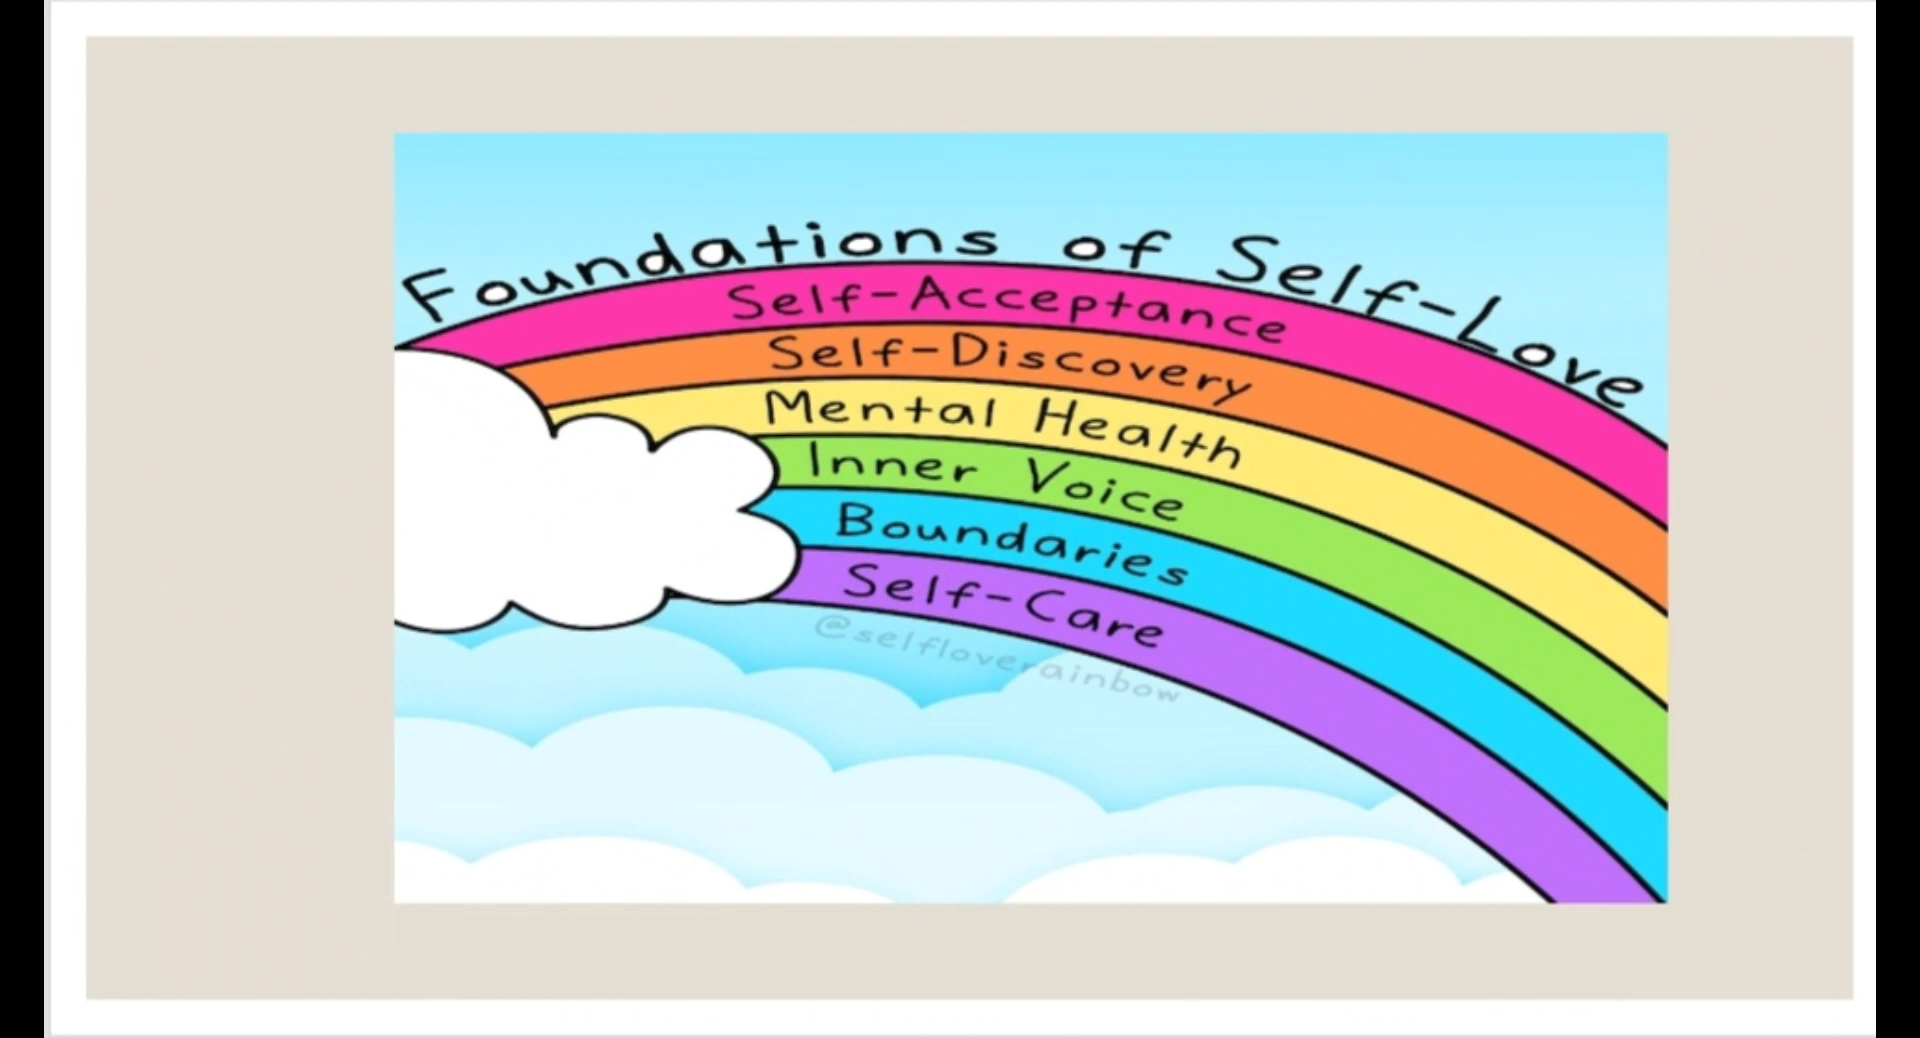 Foundations of Self-Love
Self-Acceptance
Self-Discovery
Mental Health
Inner Voice
Boundaries
Self-Care
@selfloverainbow